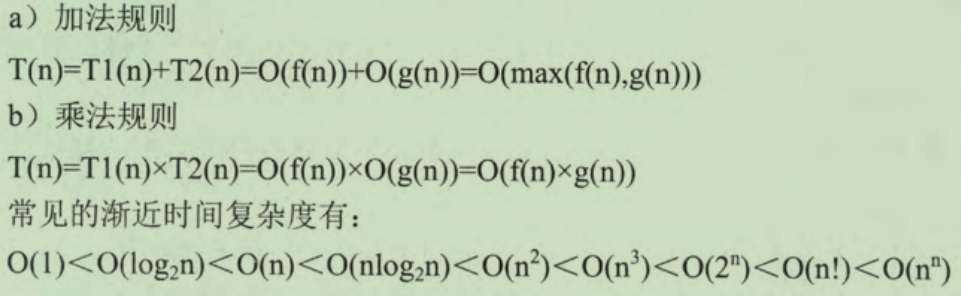 a）加法规则
T(n)=T1(n)+T2(n)=O(f(n))+O(g(n))=O(max(f(n),g(n)))
b）乘法规则
T(n)=T1(n)×T2(n)=O(f(n))×O(g(n))=O(f(n)×g(n))
常见的渐近时间复杂度有：
O(1)＜O(log₂n)＜O(n)＜O(nlog₂n)＜O(n²)＜O(n³)＜O(2ⁿ)＜O(n!)＜O(nⁿ)